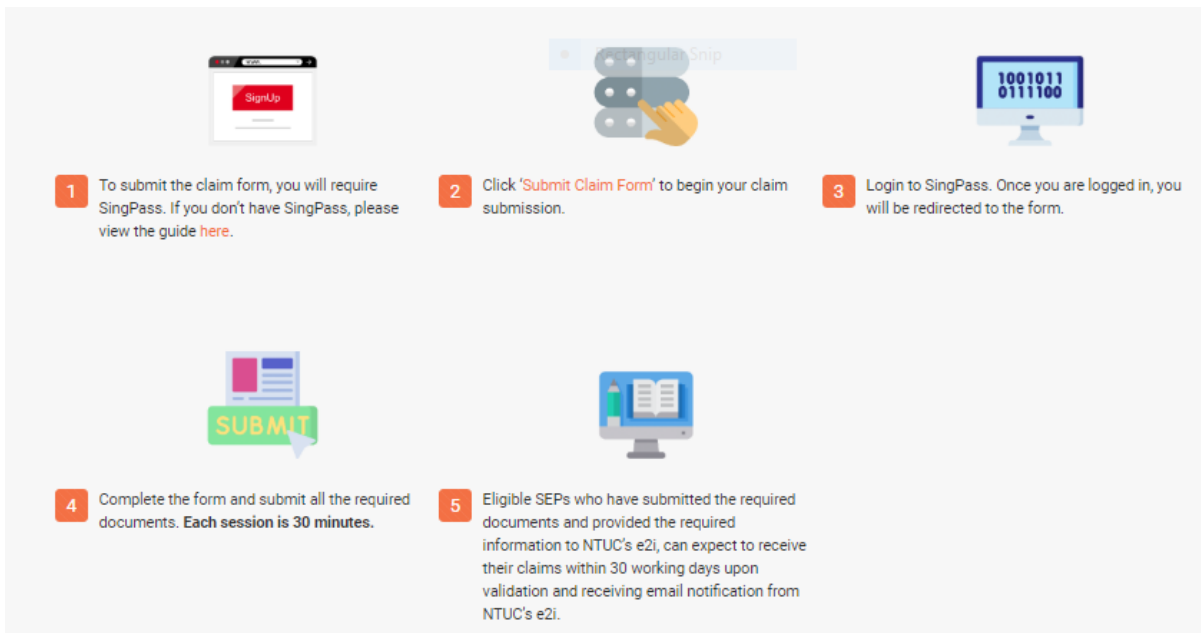 Rectangular Snip
SignUp
1001011
0111100
1 To submit the claim form, you will require
SingPass. If you don't have SingPass, please
view the guide here.
2 Click ‘Submit Claim Form’ to begin your claim
submission.
3 Login to SingPass. Once you are logged in, you
will be redirected to the form.
SUBMIT
4 Complete the form and submit all the required
documents. Each session is 30 minutes.
5 Eligible SEPs who have submitted the required
documents and provided the required
information to NTUC's e2i, can expect to receive
their claims within 30 working days upon
validation and receiving email notification from
NTUC's e2i.